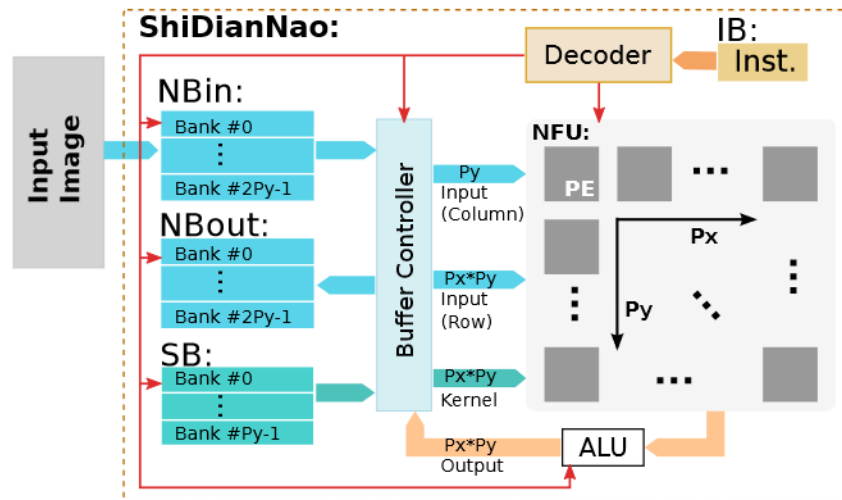 ShiDianNao:
IB:
Decoder
Inst.
Input
Image
NBin:
Bank #0
Bank #2Py-1
NBout:
Bank #0
Bank #2Py-1
SB:
Bank #0
Bank #Py-1
Buffer Controller
Py
Input
(Column)
Px*Py
Input
(Row)
Px*Py
Kernel
Px*Py
Output
NFU:
PE
Px
Py
ALU